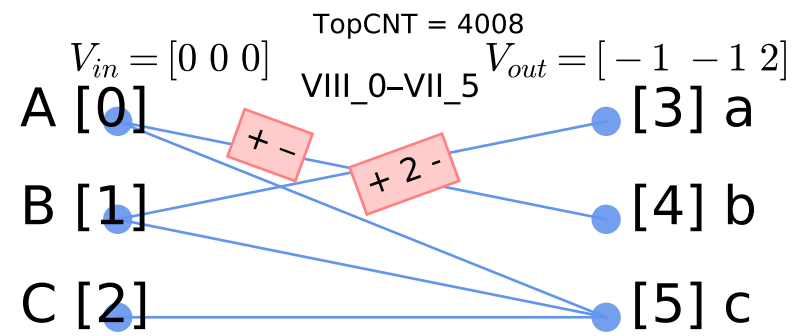 TopCNT = 4008
V_in = [0 0 0]
V_out = [ − 1 − 1 2]
VIII_0–VII_5
A [0]
[3] a
+ −
+ 2 -
B [1]
[4] b
C [2]
[5] c